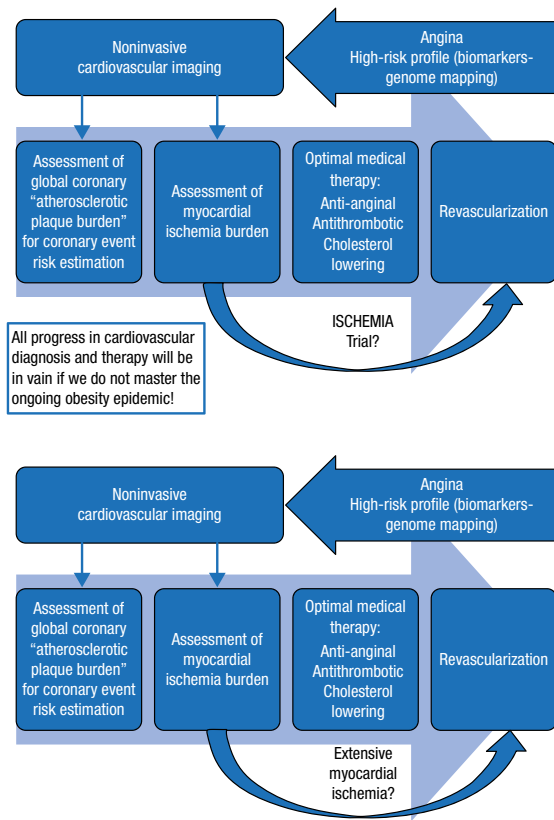 Noninvasive
cardiovascular imaging
Angina
High-risk profile (biomarkers-
genome mapping)
Assessment of
global coronary
“atherosclerotic
plaque burden”
for coronary event
risk estimation
Assessment of
myocardial
ischemia burden
Optimal medical
therapy:
Anti-anginal
Antithrombotic
Cholesterol
lowering
Revascularization
ISCHEMIA
Trial?
All progress in cardiovascular
diagnosis and therapy will be
in vain if we do not master the
ongoing obesity epidemic!
Noninvasive
cardiovascular imaging
Angina
High-risk profile (biomarkers-
genome mapping)
Assessment of
global coronary
“atherosclerotic
plaque burden”
for coronary event
risk estimation
Assessment of
myocardial
ischemia burden
Optimal medical
therapy:
Anti-anginal
Antithrombotic
Cholesterol
lowering
Revascularization
Extensive
myocardial
ischemia?